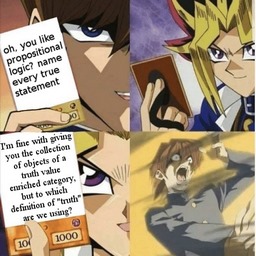 oh, you like
propositional
logic? name
every true
statement
I'm fine with giving
you the collection
of objects of a
truth value
enriched category,
but to which
definition of "truth"
are we using?
10
1000